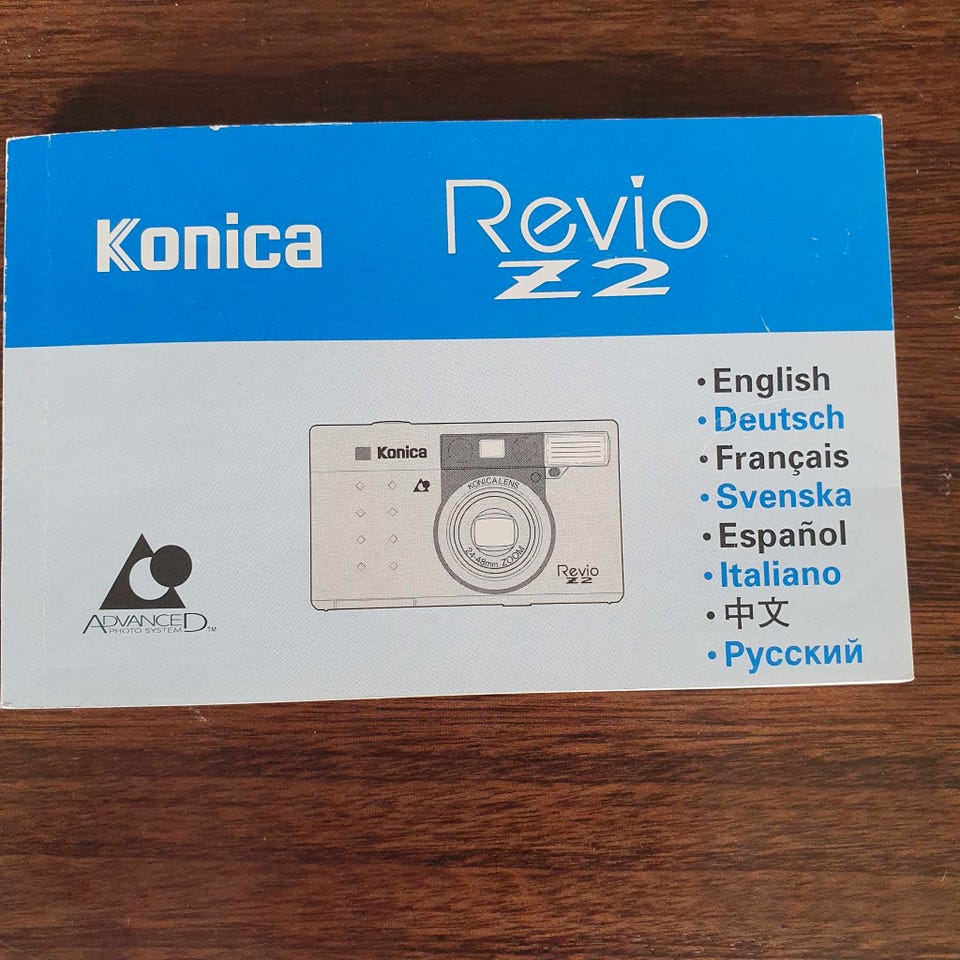 Konica
Revio
Z2
• English
• Deutsch
• Français
• Svenska
• Español
• Italiano
• 中文
• Русский
Konica
KONICA LENS
24-48mm ZOOM
Revio
Z2
ADVANCED
PHOTO SYSTEM™